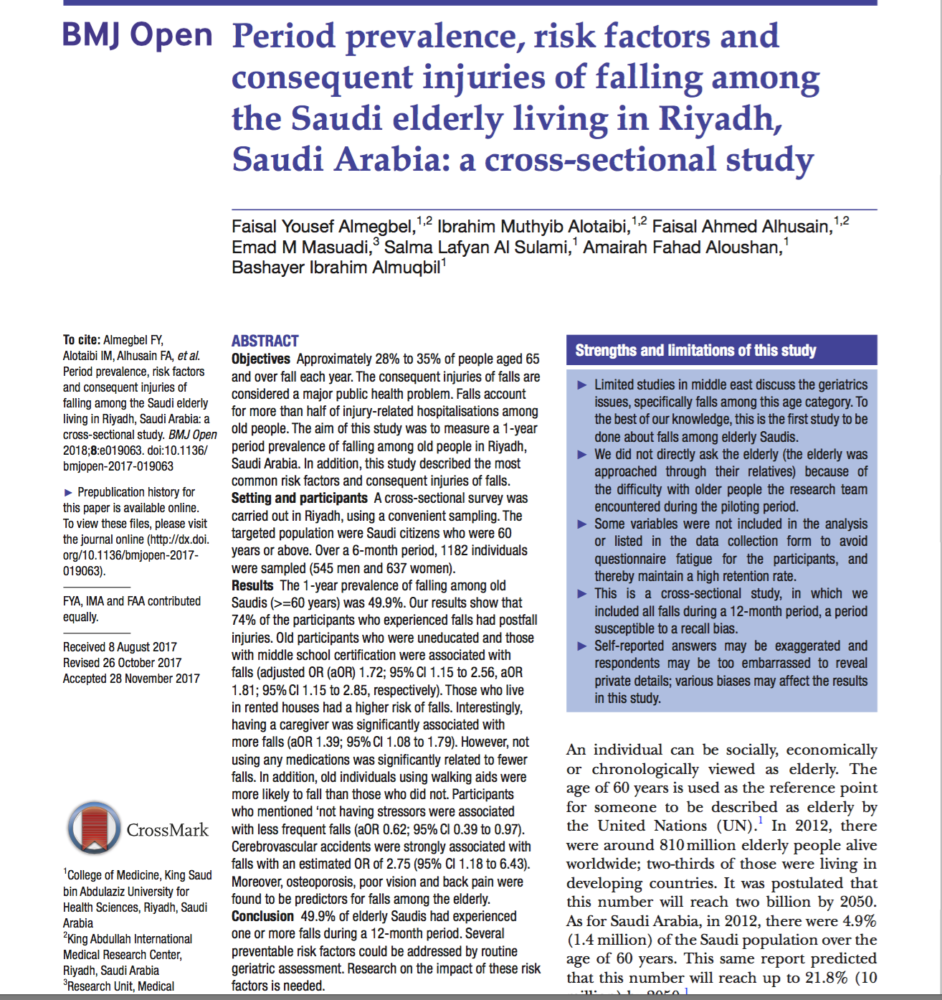 BMJ Open
Period prevalence, risk factors and
consequent injuries of falling among
the Saudi elderly living in Riyadh,
Saudi Arabia: a cross-sectional study
Faisal Yousef Almegbel,1,2 Ibrahim Muthyib Alotaibi,1,2 Faisal Ahmed Alhusain,1,2
Emad M Masuadi,3 Salma Lafyan Al Sulami,1 Amairah Fahad Aloushan,1
Bashayer Ibrahim Almuqbil1
To cite: Almegbel FY,
Alotaibi IM, Alhusain FA, et al.
Period prevalence, risk factors
and consequent injuries of
falling among the Saudi elderly
living in Riyadh, Saudi Arabia: a
cross-sectional study. BMJ Open
2018;8:e019063. doi:10.1136/
bmjopen-2017-019063
► Prepublication history for
this paper is available online.
To view these files, please visit
the journal online (http://dx.doi.
org/10.1136/bmjopen-2017-
019063).
FYA, IMA and FAA contributed
equally.
Received 8 August 2017
Revised 26 October 2017
Accepted 28 November 2017
CrossMark
1College of Medicine, King Saud
bin Abdulaziz University for
Health Sciences, Riyadh, Saudi
Arabia
2King Abdullah International
Medical Research Center,
Riyadh, Saudi Arabia
3Research Unit, Medical
ABSTRACT
Objectives Approximately 28% to 35% of people aged 65
and over fall each year. The consequent injuries of falls are
considered a major public health problem. Falls account
for more than half of injury-related hospitalisations among
old people. The aim of this study was to measure a 1-year
period prevalence of falling among old people in Riyadh,
Saudi Arabia. In addition, this study described the most
common risk factors and consequent injuries of falls.
Setting and participants A cross-sectional survey was
carried out in Riyadh, using a convenient sampling. The
targeted population were Saudi citizens who were 60
years or above. Over a 6-month period, 1182 individuals
were sampled (545 men and 637 women).
Results The 1-year prevalence of falling among old
Saudis (>=60 years) was 49.9%. Our results show that
74% of the participants who experienced falls had postfall
injuries. Old participants who were uneducated and those
with middle school certification were associated with
falls (adjusted OR (aOR) 1.72; 95% CI 1.15 to 2.56, aOR
1.81; 95% CI 1.15 to 2.85, respectively). Those who live
in rented houses had a higher risk of falls. Interestingly,
having a caregiver was significantly associated with
more falls (aOR 1.39; 95% CI 1.08 to 1.79). However, not
using any medications was significantly related to fewer
falls. In addition, old individuals using walking aids were
more likely to fall than those who did not. Participants
who mentioned ‘not having stressors were associated
with less frequent falls (aOR 0.62; 95% CI 0.39 to 0.97).
Cerebrovascular accidents were strongly associated with
falls with an estimated OR of 2.75 (95% CI 1.18 to 6.43).
Moreover, osteoporosis, poor vision and back pain were
found to be predictors for falls among the elderly.
Conclusion 49.9% of elderly Saudis had experienced
one or more falls during a 12-month period. Several
preventable risk factors could be addressed by routine
geriatric assessment. Research on the impact of these risk
factors is needed.
Strengths and limitations of this study
► Limited studies in middle east discuss the geriatrics
issues, specifically falls among this age category. To
the best of our knowledge, this is the first study to be
done about falls among elderly Saudis.
► We did not directly ask the elderly (the elderly was
approached through their relatives) because of
the difficulty with older people the research team
encountered during the piloting period.
► Some variables were not included in the analysis
or listed in the data collection form to avoid
questionnaire fatigue for the participants, and
thereby maintain a high retention rate.
► This is a cross-sectional study, in which we
included all falls during a 12-month period, a period
susceptible to a recall bias.
► Self-reported answers may be exaggerated and
respondents may be too embarrassed to reveal
private details; various biases may affect the results
in this study.
An individual can be socially, economically
or chronologically viewed as elderly. The
age of 60 years is used as the reference point
for someone to be described as elderly by
the United Nations (UN).1 In 2012, there
were around 810 million elderly people alive
worldwide; two-thirds of those were living in
developing countries. It was postulated that
this number will reach two billion by 2050.
As for Saudi Arabia, in 2012, there were 4.9%
(1.4 million) of the Saudi population over the
age of 60 years. This same report predicted
that this number will reach up to 21.8% (10